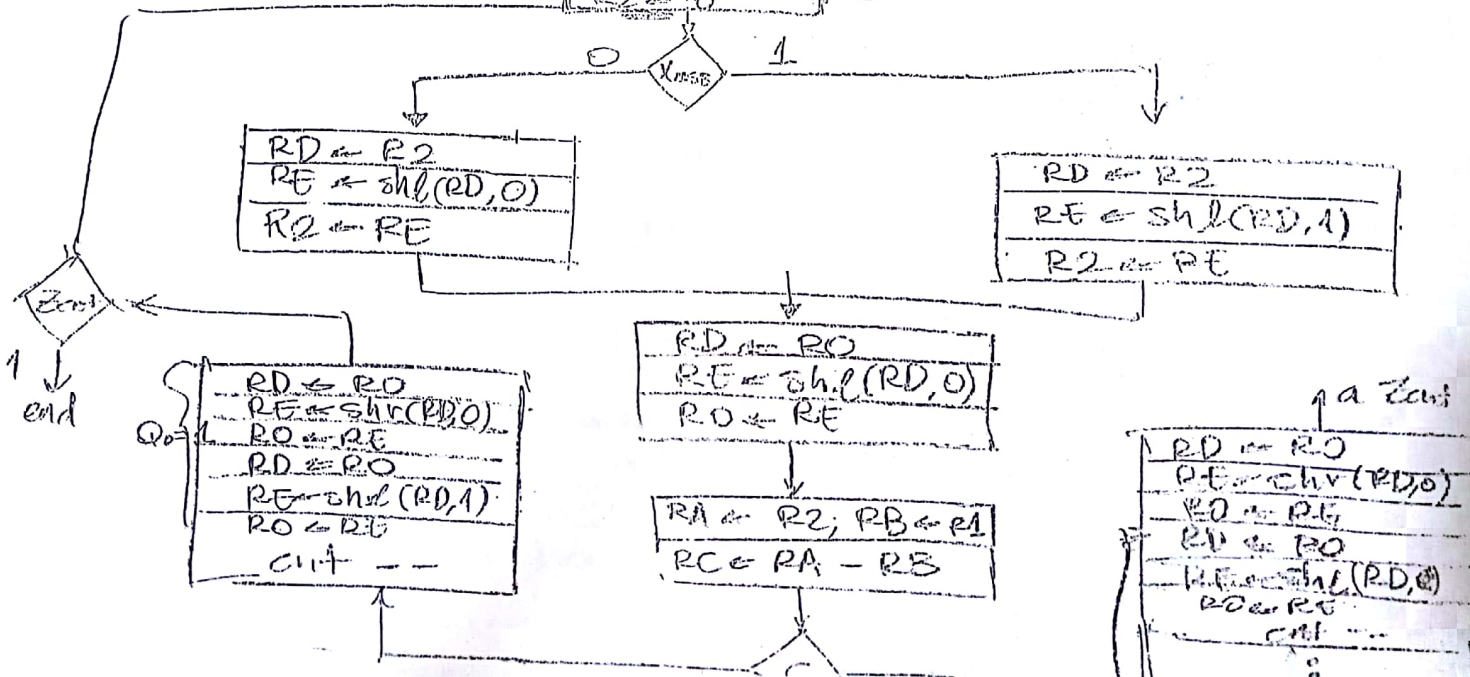 0
X MSB
1
RD ← R2
RE ← shl(RD,0)
R2 ← RE
RD ← R2
RE ← shl(RD,1)
R2 ← RE
1
end
RD ← R0
RE ← shl(RD,0)
R0 ← RE
RD ← R0
RE ← shr(RD,0)
R0 ← RE
RD ← R0
RE ← shl(RD,1)
R0 ← RE
cnt --
Q0=1
RA ← R2; RB ← R1
RC ← RA - RB
C
a Zcnt
RD ← R0
RE ← shr(RD,0)
R0 ← RE
RD ← R0
RE ← shl(RD,0)
R0 ← RE
cnt --